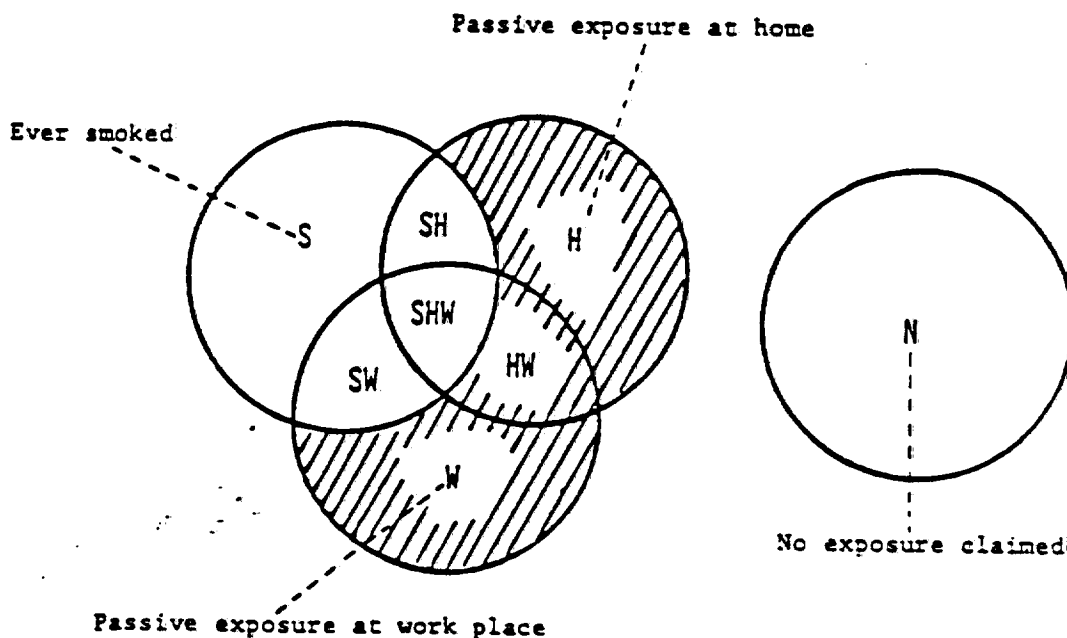 Passive exposure at home
Ever smoked
S
SH
H
SHW
N
SW
HW
W
No exposure claimed
Passive exposure at work place